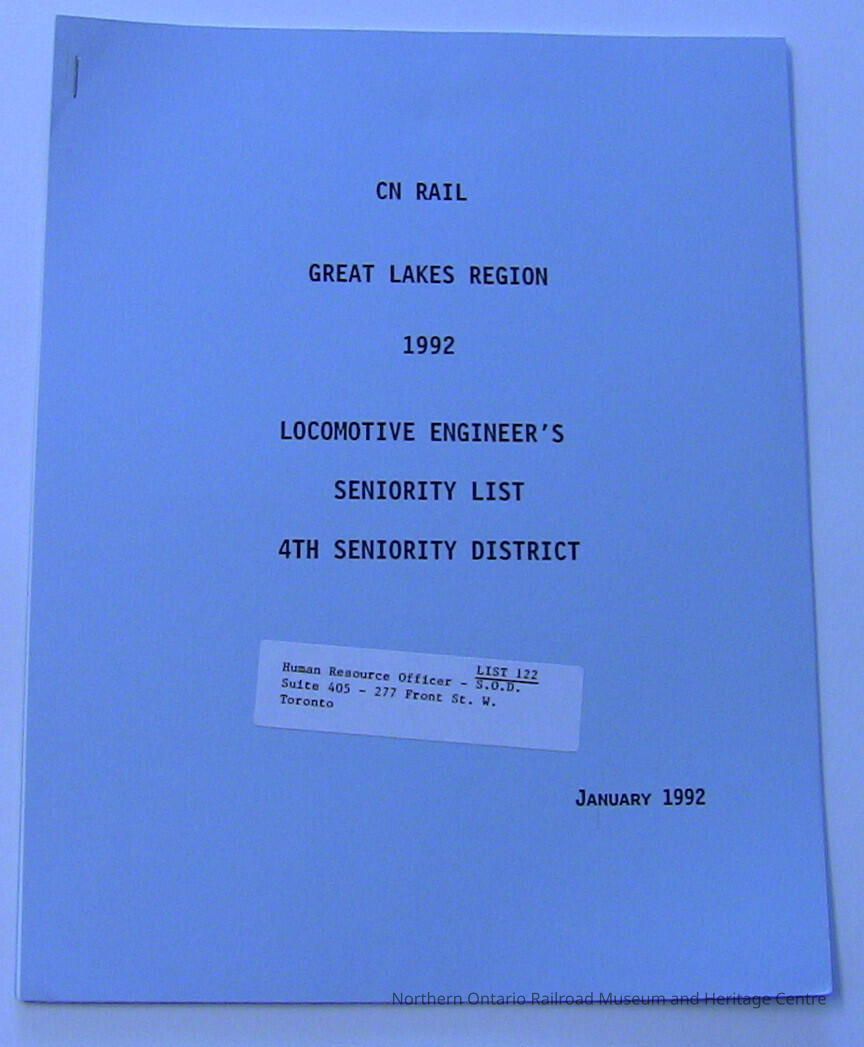 CN RAIL
GREAT LAKES REGION
1992
LOCOMOTIVE ENGINEER'S
SENIORITY LIST
4TH SENIORITY DISTRICT
LIST 122
Human Resource Officer - S.O.D.
Suite 405 - 277 Front St. W.
Toronto
JANUARY 1992
Northern Ontario Railroad Museum and Heritage Centre